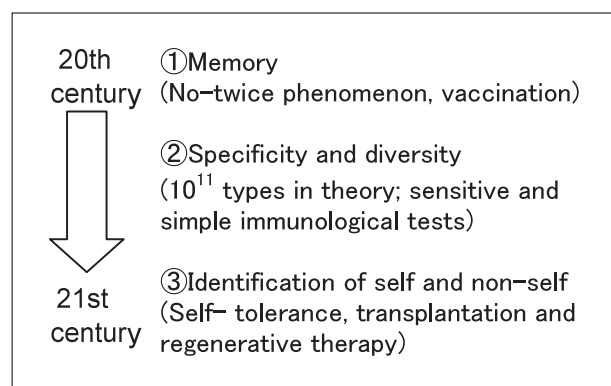 20th
century
①Memory
(No-twice phenomenon, vaccination)
②Specificity and diversity
(10¹¹ types in theory; sensitive and
simple immunological tests)
21st
century
③Identification of self and non-self
(Self- tolerance, transplantation and
regenerative therapy)